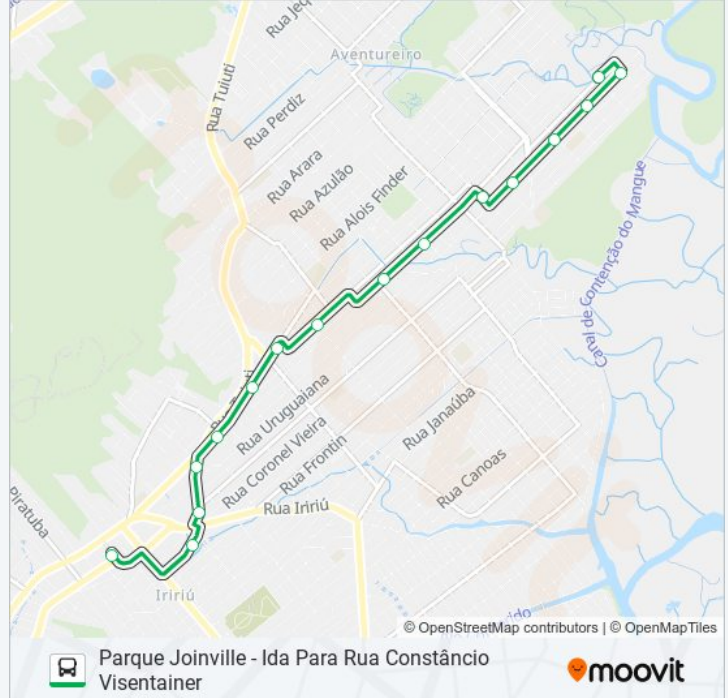 Rua Jeq
Aventureiro
Rua Tuiuti
Rua Perdiz
Rua Arara
Rua Azulão
Rua Alois Finder
Canal de Contenção do Mangue
Rua Uruguaiana
Rua Coronel Vieira
Rua Janaúba
Rua Frontin
Rua Canoas
Piratuba
Rua Iririú
Iririú
© OpenStreetMap contributors | © OpenMapTiles
Parque Joinville - Ida Para Rua Constâncio
Visentainer
moovit